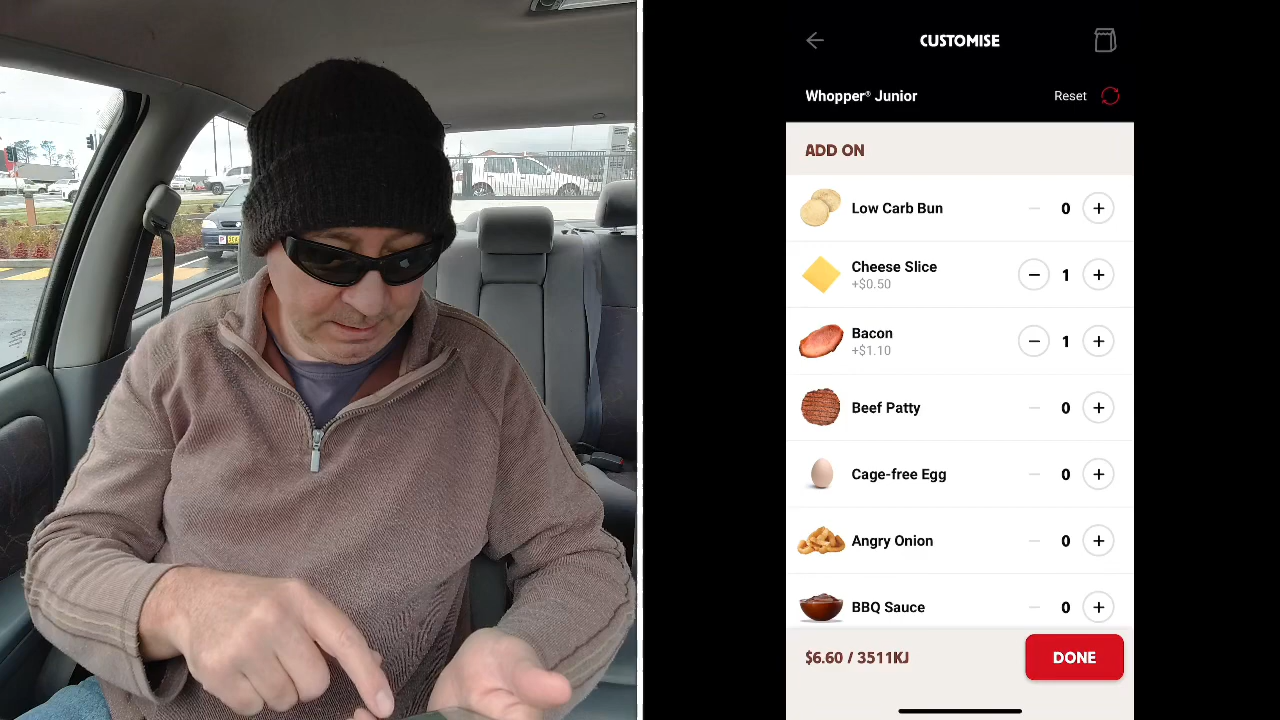 CUSTOMISE
Whopper® Junior
Reset
ADD ON
Low Carb Bun
0
Cheese Slice
+$0.50
1
Bacon
+$1.10
1
Beef Patty
0
Cage-free Egg
0
Angry Onion
0
BBQ Sauce
0
$6.60 / 3511KJ
DONE